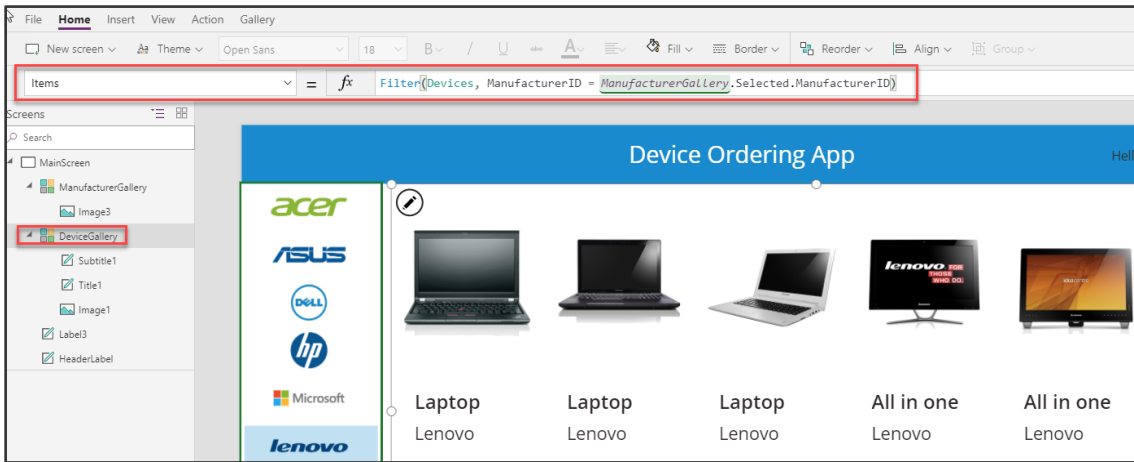 File Home Insert View Action Gallery
New screen Theme Open Sans 18 B / U abc A Fill Border Reorder Align Group
Items = fx Filter(Devices, ManufacturerID = ManufacturerGallery.Selected.ManufacturerID)
Screens
Search
MainScreen
ManufacturerGallery
Image3
DeviceGallery
Subtitle1
Title1
Image1
Label3
HeaderLabel
Device Ordering App Hell
acer
ASUS
DELL
hp
Microsoft
lenovo
lenovo FOR
THOSE
WHO DO.
Laptop Laptop Laptop All in one All in one
Lenovo Lenovo Lenovo Lenovo Lenovo